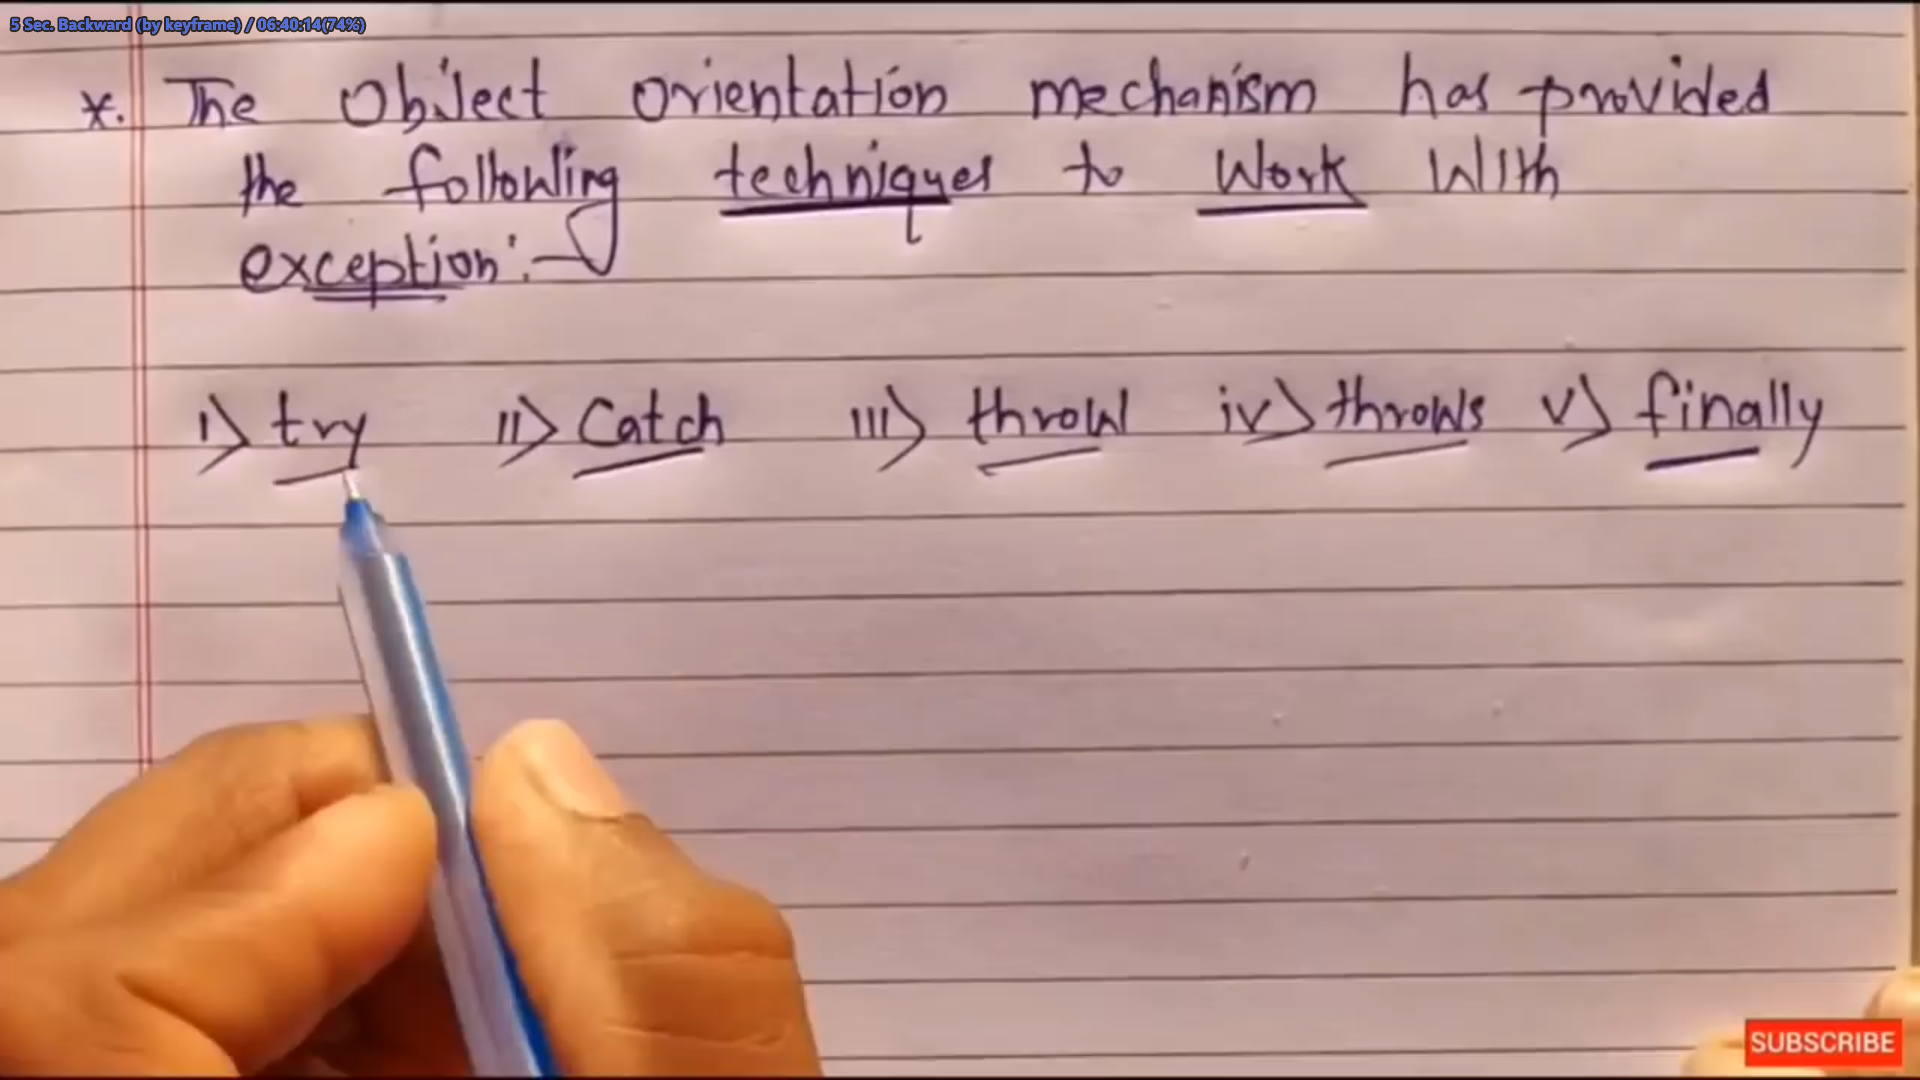 5 Sec. Backward (by keyframe) / 06:40:14(74%)
*. The Object orientation mechanism has provided
the following techniques to Work With
exception:-
i) try ii) Catch iii) throw iv) throws v) finally
SUBSCRIBE